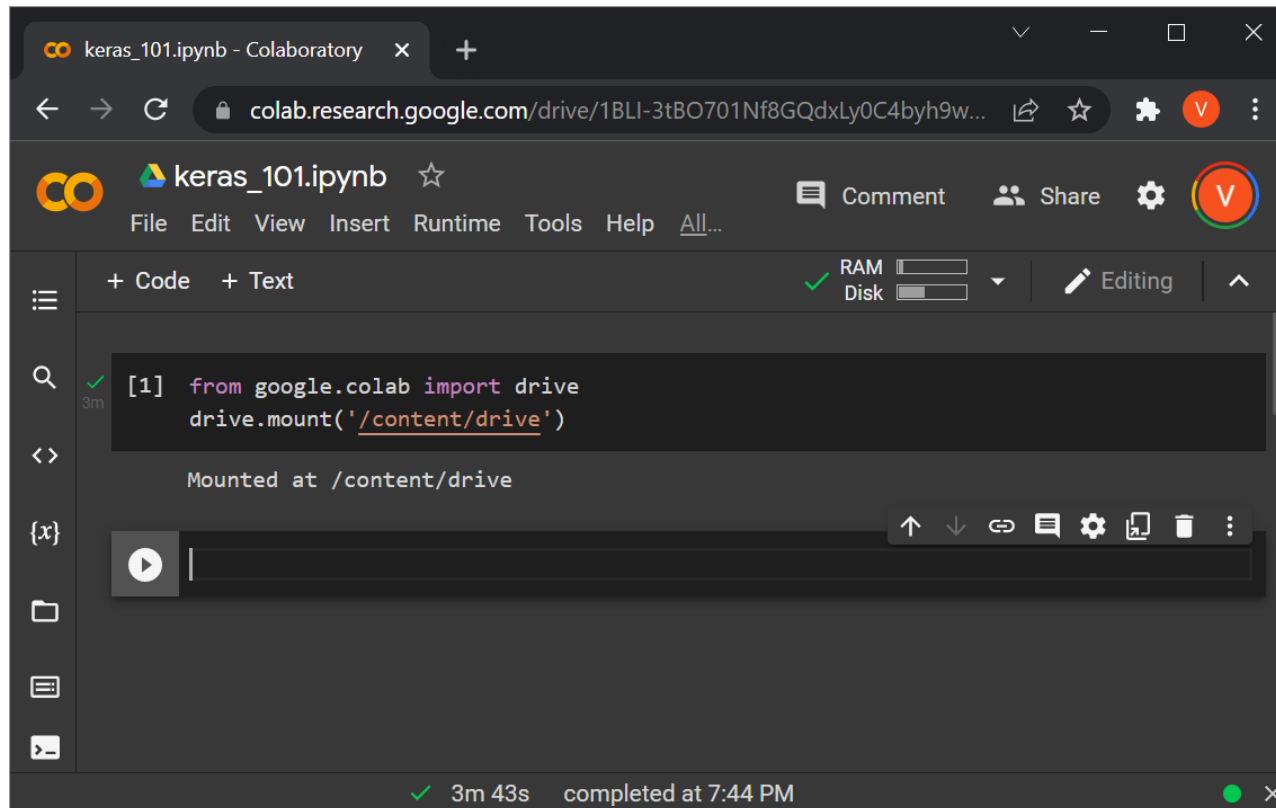 keras_101.ipynb - Colaboratory
colab.research.google.com/drive/1BLI-3tBO701Nf8GQdxLy0C4byh9w...
V
keras_101.ipynb
Comment
Share
V
File Edit View Insert Runtime Tools Help All...
+ Code + Text
RAM
Disk
Editing
[1] from google.colab import drive
3m
drive.mount('/content/drive')
Mounted at /content/drive
{x}
3m 43s completed at 7:44 PM